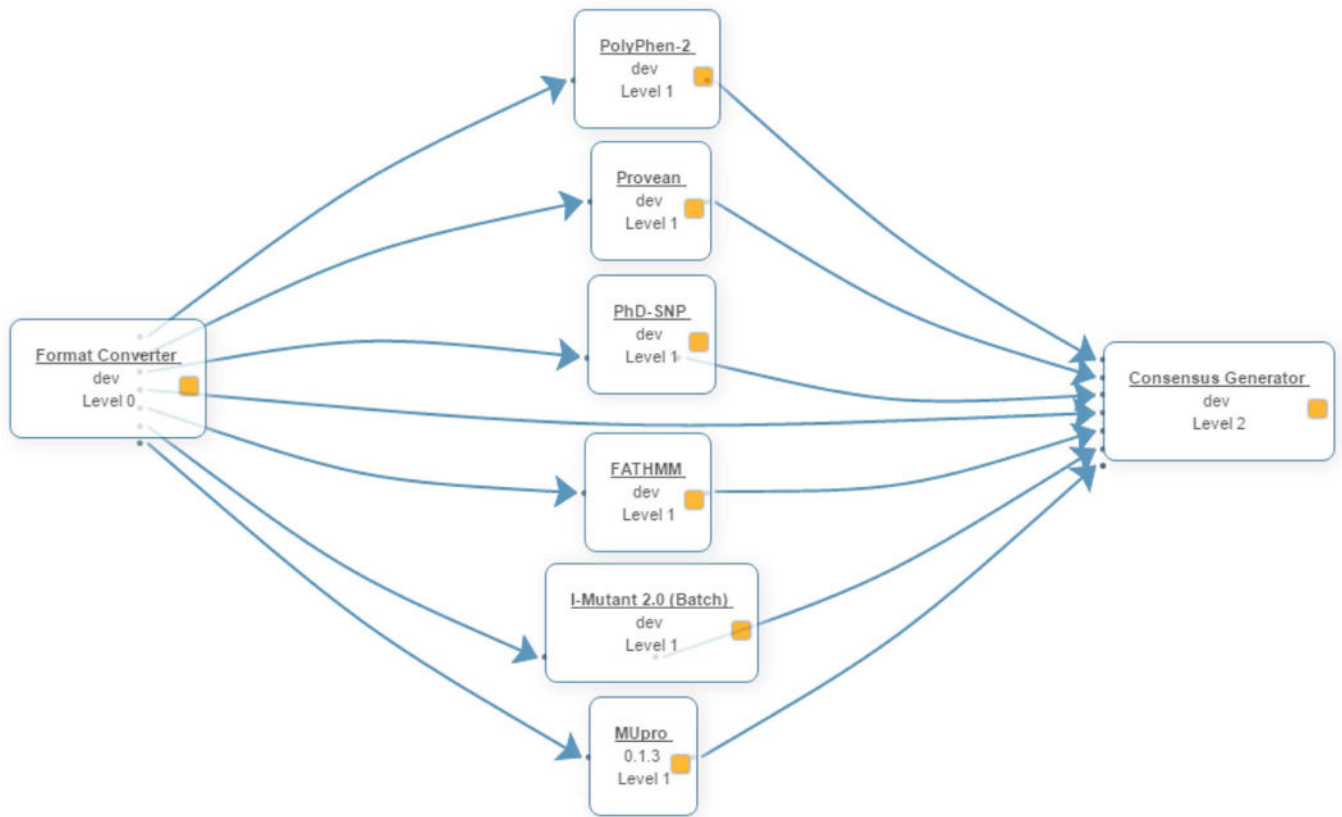 PolyPhen-2
dev
Level 1
Provean
dev
Level 1
PhD-SNP
dev
Level 1
Format Converter
dev
Level 0
Consensus Generator
dev
Level 2
FATHMM
dev
Level 1
I-Mutant 2.0 (Batch)
dev
Level 1
MUpro
0.1.3
Level 1